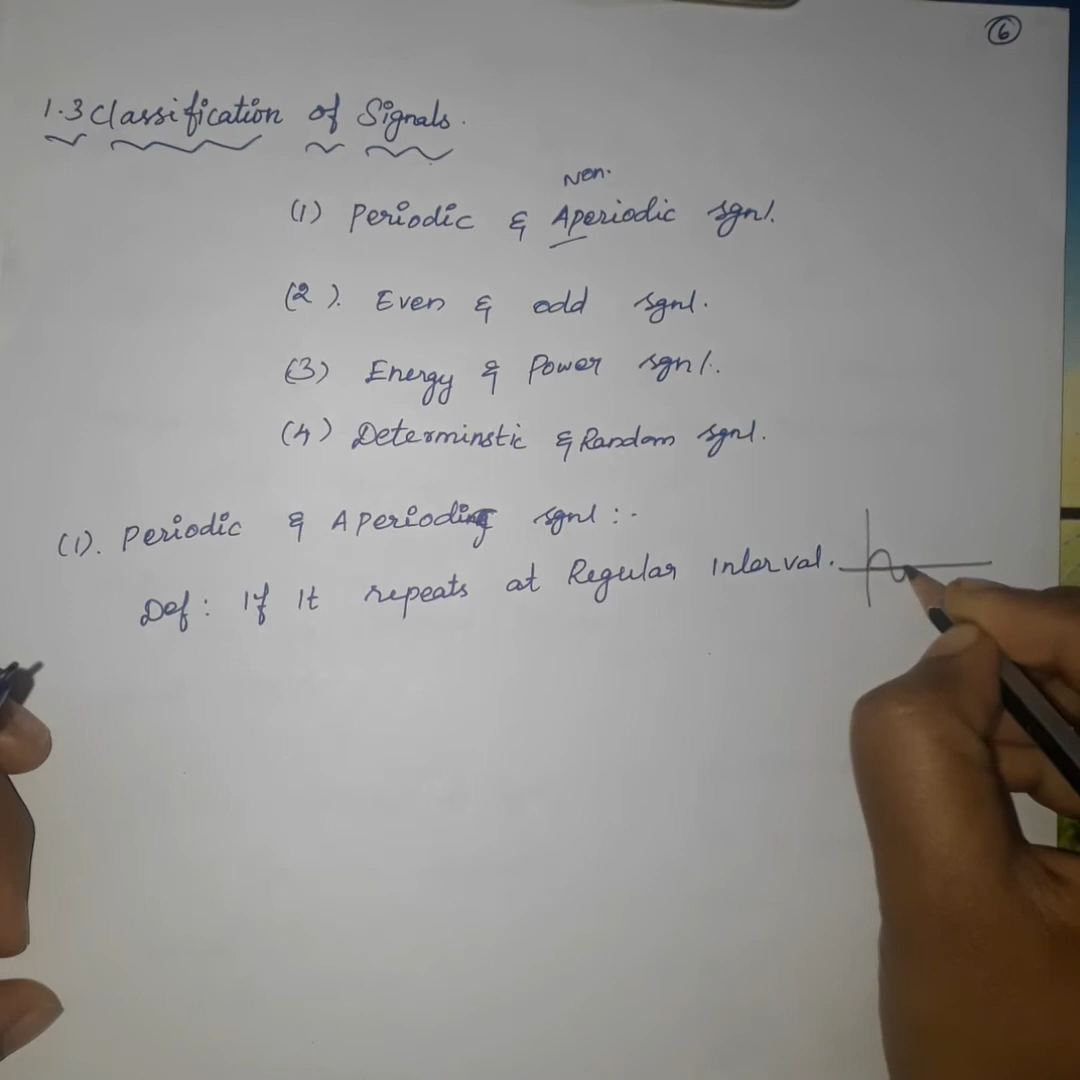 6
1.3 Classification of Signals.
Non.
(1) Periodic & Aperiodic sgnl.
(2). Even & odd sgnl.
(3) Energy & Power sgnl.
(4) Determinstic & Random sgnl.
(1). Periodic & Aperiodic sgnl :-
Def: If It repeats at Regular Interval.